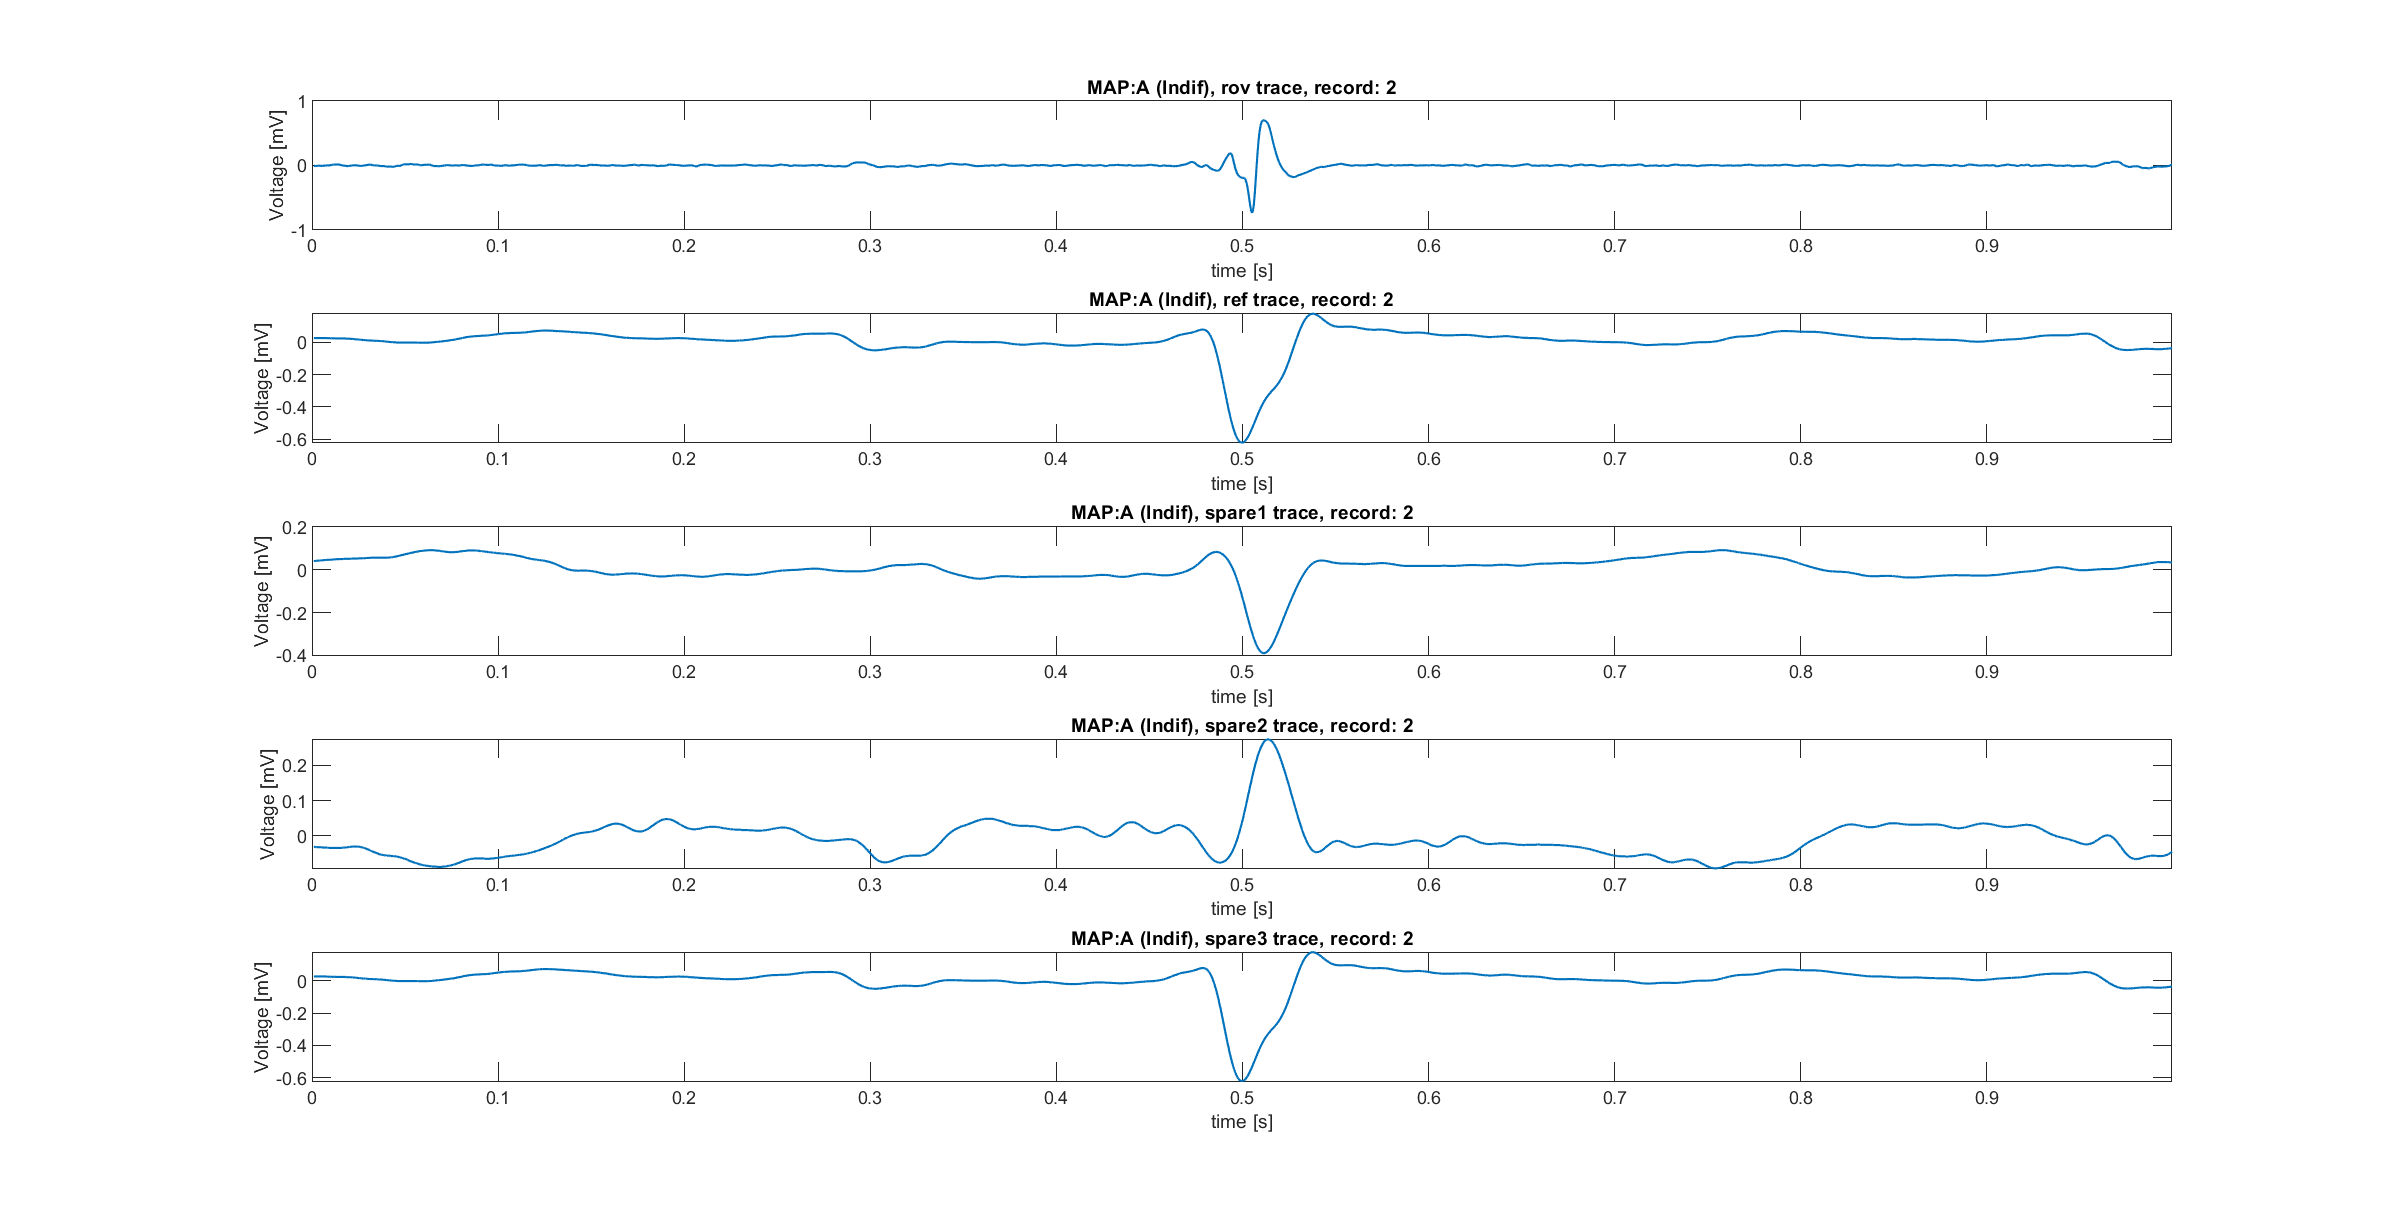 MAP:A (Indif), rov trace, record: 2
Voltage [mV]
1
0
-1
0 0.1 0.2 0.3 0.4 0.5 0.6 0.7 0.8 0.9
time [s]
MAP:A (Indif), ref trace, record: 2
Voltage [mV]
0
-0.2
-0.4
-0.6
0 0.1 0.2 0.3 0.4 0.5 0.6 0.7 0.8 0.9
time [s]
MAP:A (Indif), spare1 trace, record: 2
Voltage [mV]
0.2
0
-0.2
-0.4
0 0.1 0.2 0.3 0.4 0.5 0.6 0.7 0.8 0.9
time [s]
MAP:A (Indif), spare2 trace, record: 2
Voltage [mV]
0.2
0.1
0
0 0.1 0.2 0.3 0.4 0.5 0.6 0.7 0.8 0.9
time [s]
MAP:A (Indif), spare3 trace, record: 2
Voltage [mV]
0
-0.2
-0.4
-0.6
0 0.1 0.2 0.3 0.4 0.5 0.6 0.7 0.8 0.9
time [s]